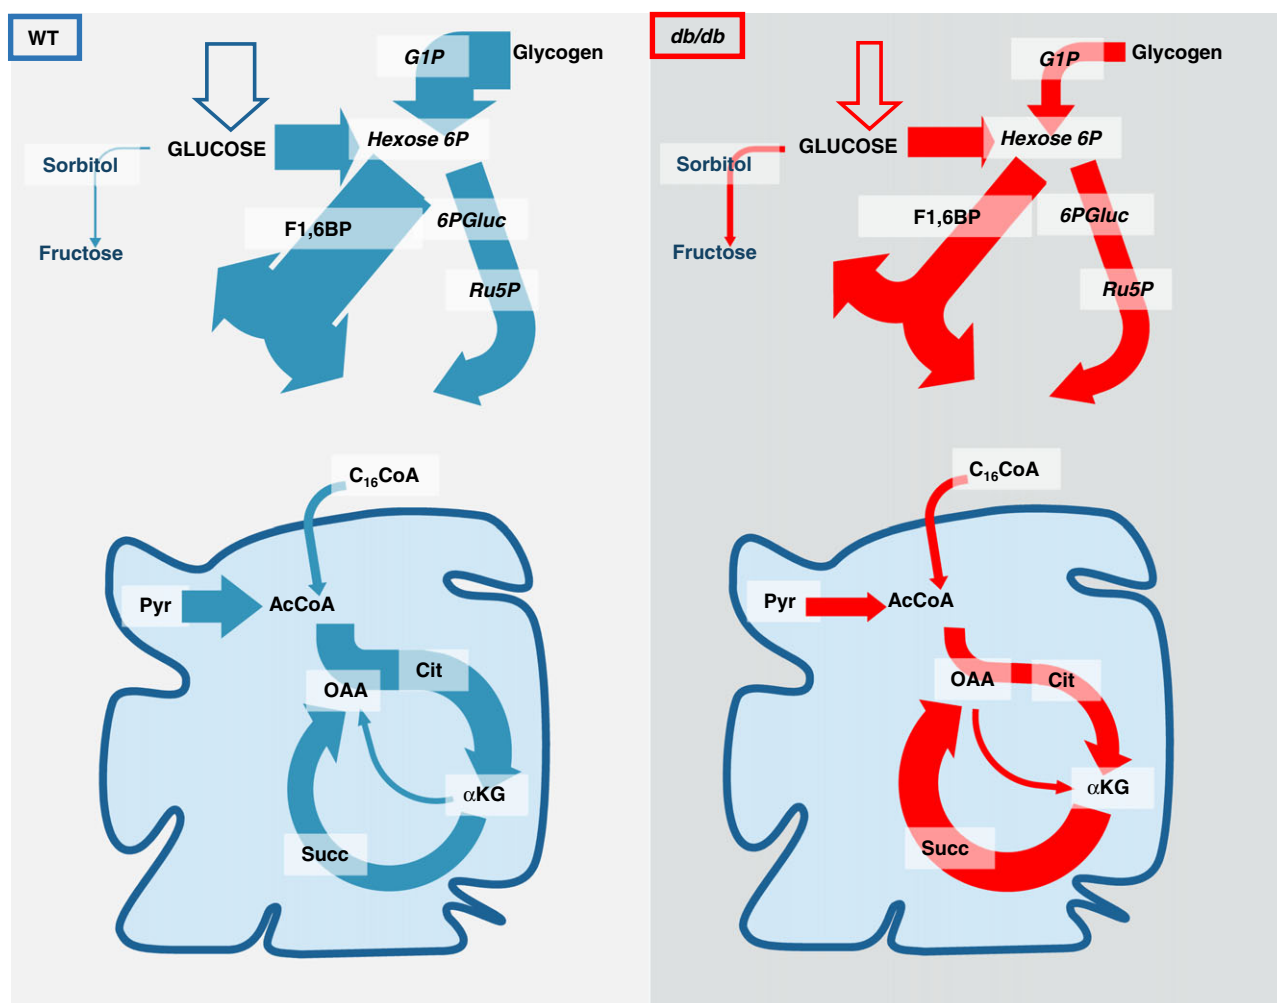 WT
G1P
Glycogen
GLUCOSE
Hexose 6P
Sorbitol
F1,6BP
6PGluc
Fructose
Ru5P
C₁₆CoA
Pyr
AcCoA
OAA
Cit
αKG
Succ
db/db
G1P
Glycogen
GLUCOSE
Hexose 6P
Sorbitol
F1,6BP
6PGluc
Fructose
Ru5P
C₁₆CoA
Pyr
AcCoA
OAA
Cit
αKG
Succ